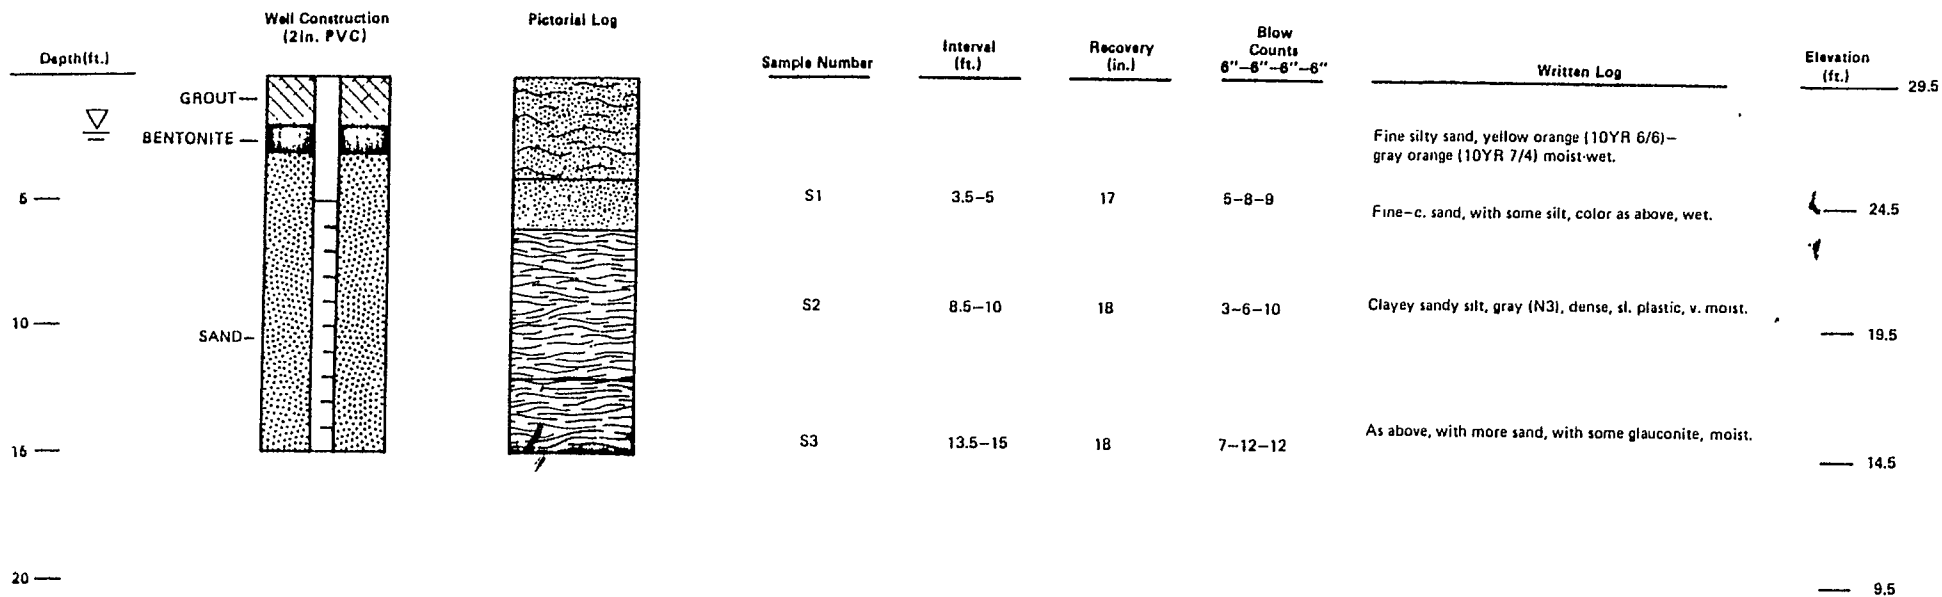 Well Construction
(2in. PVC)
Pictorial Log
Depth(ft.)
Sample Number
Interval
(ft.)
Recovery
(in.)
Blow
Counts
6"-6"-6"-6"
Written Log
Elevation
(ft.)
29.5
GROUT
BENTONITE
Fine silty sand, yellow orange (10YR 6/6)–
gray orange (10YR 7/4) moist-wet.
5
S1
3.5–5
17
5-8-9
Fine–c. sand, with some silt, color as above, wet.
24.5
10
SAND
S2
8.5–10
18
3–6–10
Clayey sandy silt, gray (N3), dense, sl. plastic, v. moist.
19.5
15
S3
13.5–15
18
7–12–12
As above, with more sand, with some glauconite, moist.
14.5
20
9.5